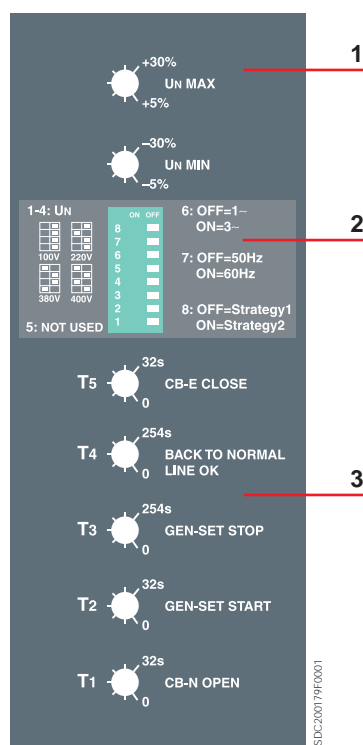 +30%
UN MAX
+5%
1
–30%
UN MIN
–5%
1-4: UN
100V 220V
380V 400V
5: NOT USED
ON OFF
8
7
6
5
4
3
2
1
6: OFF=1~
ON=3~
7: OFF=50Hz
ON=60Hz
8: OFF=Strategy1
ON=Strategy2
2
32s
T5 CB-E CLOSE
0
254s
T4 BACK TO NORMAL
LINE OK
0
3
254s
T3 GEN-SET STOP
0
32s
T2 GEN-SET START
0
32s
T1 CB-N OPEN
0
SDC200179F0001